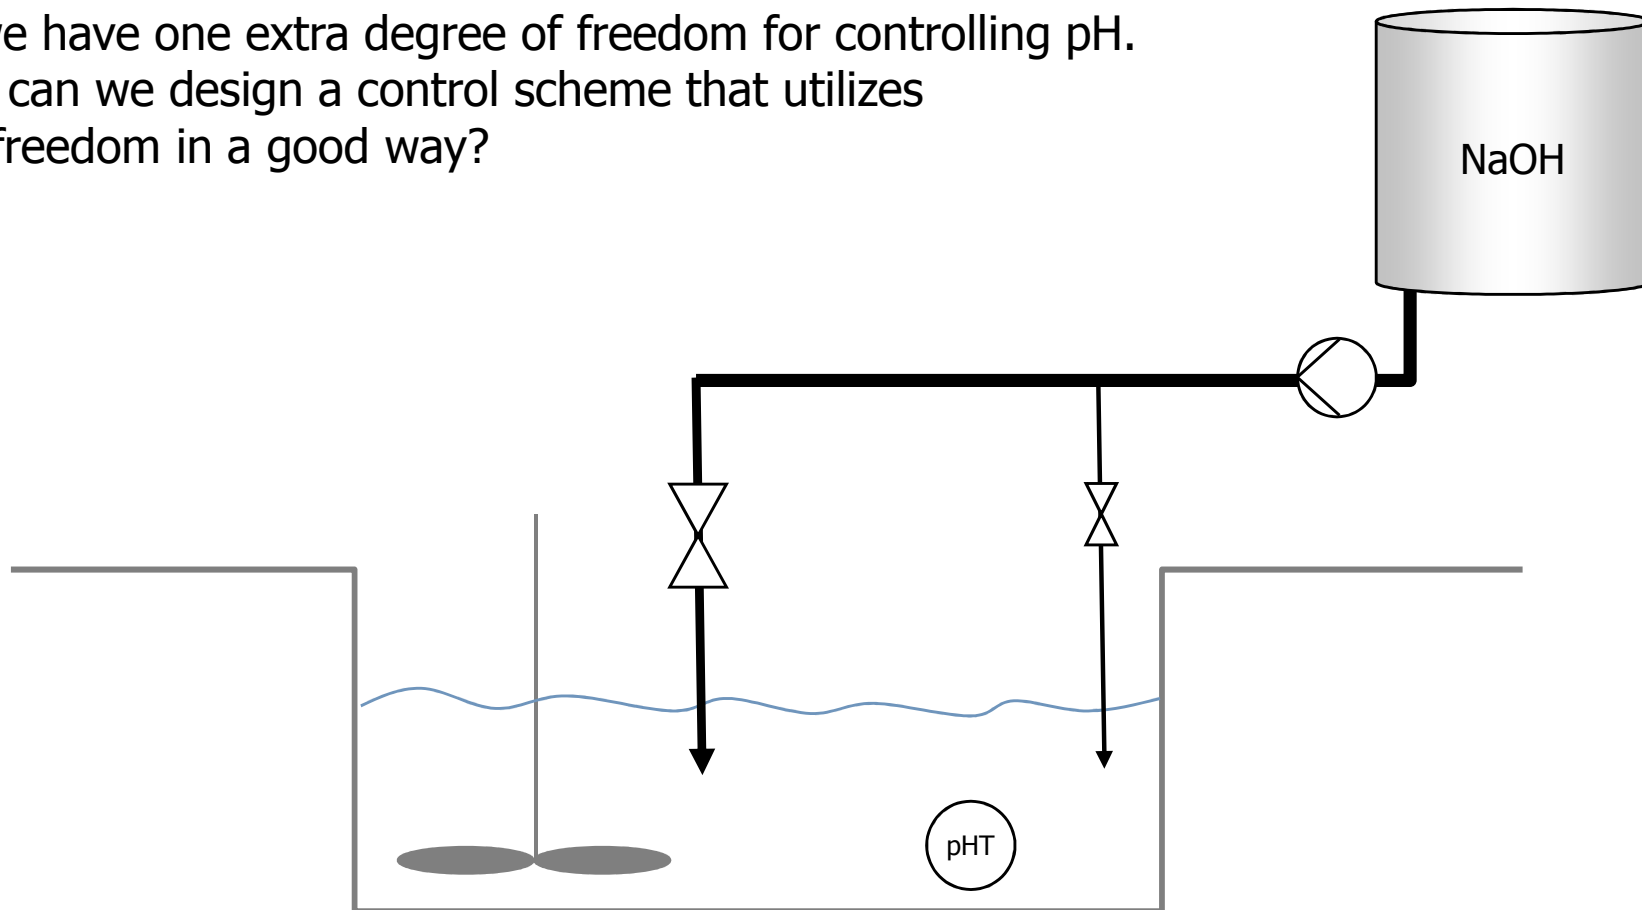 have one extra degree of freedom for controlling pH.
can we design a control scheme that utilizes
freedom in a good way?
NaOH
pHT